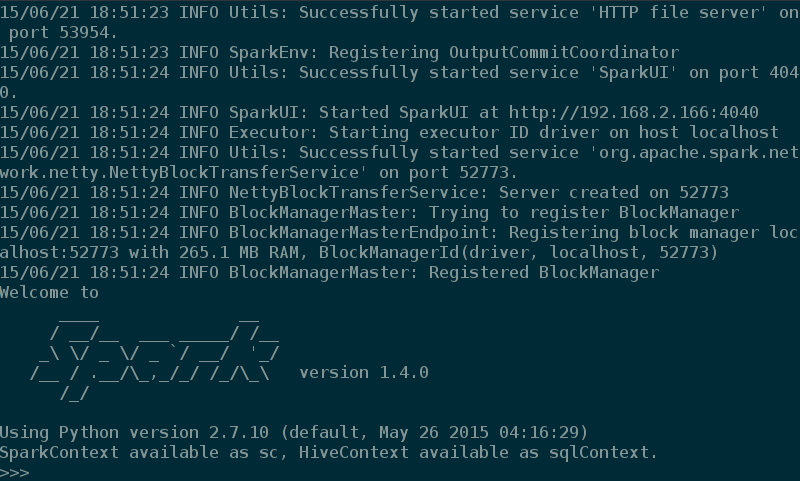 15/06/21 18:51:23 INFO Utils: Successfully started service 'HTTP file server' on
 port 53954.
15/06/21 18:51:23 INFO SparkEnv: Registering OutputCommitCoordinator
15/06/21 18:51:24 INFO Utils: Successfully started service 'SparkUI' on port 404
0.
15/06/21 18:51:24 INFO SparkUI: Started SparkUI at http://192.168.2.166:4040
15/06/21 18:51:24 INFO Executor: Starting executor ID driver on host localhost
15/06/21 18:51:24 INFO Utils: Successfully started service 'org.apache.spark.net
work.netty.NettyBlockTransferService' on port 52773.
15/06/21 18:51:24 INFO NettyBlockTransferService: Server created on 52773
15/06/21 18:51:24 INFO BlockManagerMaster: Trying to register BlockManager
15/06/21 18:51:24 INFO BlockManagerMasterEndpoint: Registering block manager loc
alhost:52773 with 265.1 MB RAM, BlockManagerId(driver, localhost, 52773)
15/06/21 18:51:24 INFO BlockManagerMaster: Registered BlockManager
Welcome to
      ____              __
     / __/__  ___ _____/ /__
    _\ \/ _ \/ _ `/ __/  '_/
   /__ / .__/\_,_/_/ /_/\_\   version 1.4.0
      /_/

Using Python version 2.7.10 (default, May 26 2015 04:16:29)
SparkContext available as sc, HiveContext available as sqlContext.
>>>